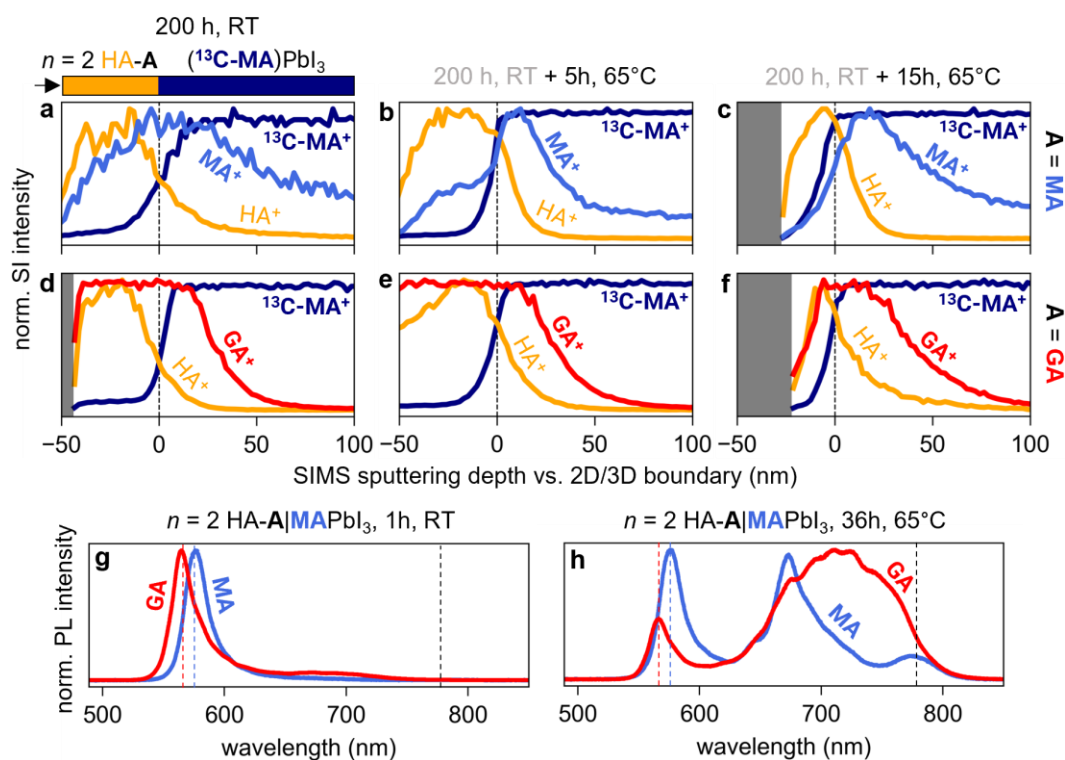 200 h, RT
n = 2 HA-A (¹³C-MA)PbI₃
200 h, RT + 5h, 65°C
200 h, RT + 15h, 65°C
norm. SI intensity
a
¹³C-MA⁺
MA⁺
HA⁺
b
¹³C-MA⁺
MA⁺
HA⁺
c
¹³C-MA⁺
MA⁺
HA⁺
A = MA
d
¹³C-MA⁺
GA⁺
HA⁺
e
¹³C-MA⁺
GA⁺
HA⁺
f
¹³C-MA⁺
GA⁺
HA⁺
A = GA
−50 0 50 100 −50 0 50 100 −50 0 50 100
SIMS sputtering depth vs. 2D/3D boundary (nm)
n = 2 HA-A|MAPbI₃, 1h, RT
n = 2 HA-A|MAPbI₃, 36h, 65°C
norm. PL intensity
g
GA
MA
h
GA
MA
500 600 700 800 500 600 700 800
wavelength (nm) wavelength (nm)